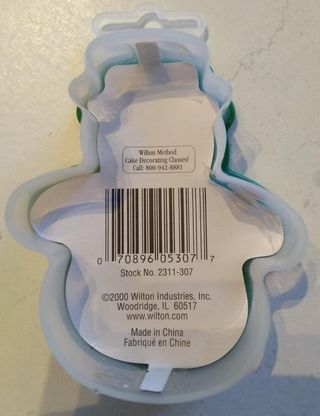 Wilton Method
Cake Decorating Classes!
Call: 800-942-8881
0 70896 05307 7
Stock No. 2311-307
©2000 Wilton Industries, Inc.
Woodridge, IL 60517
www.wilton.com
Made in China
Fabriqué en Chine